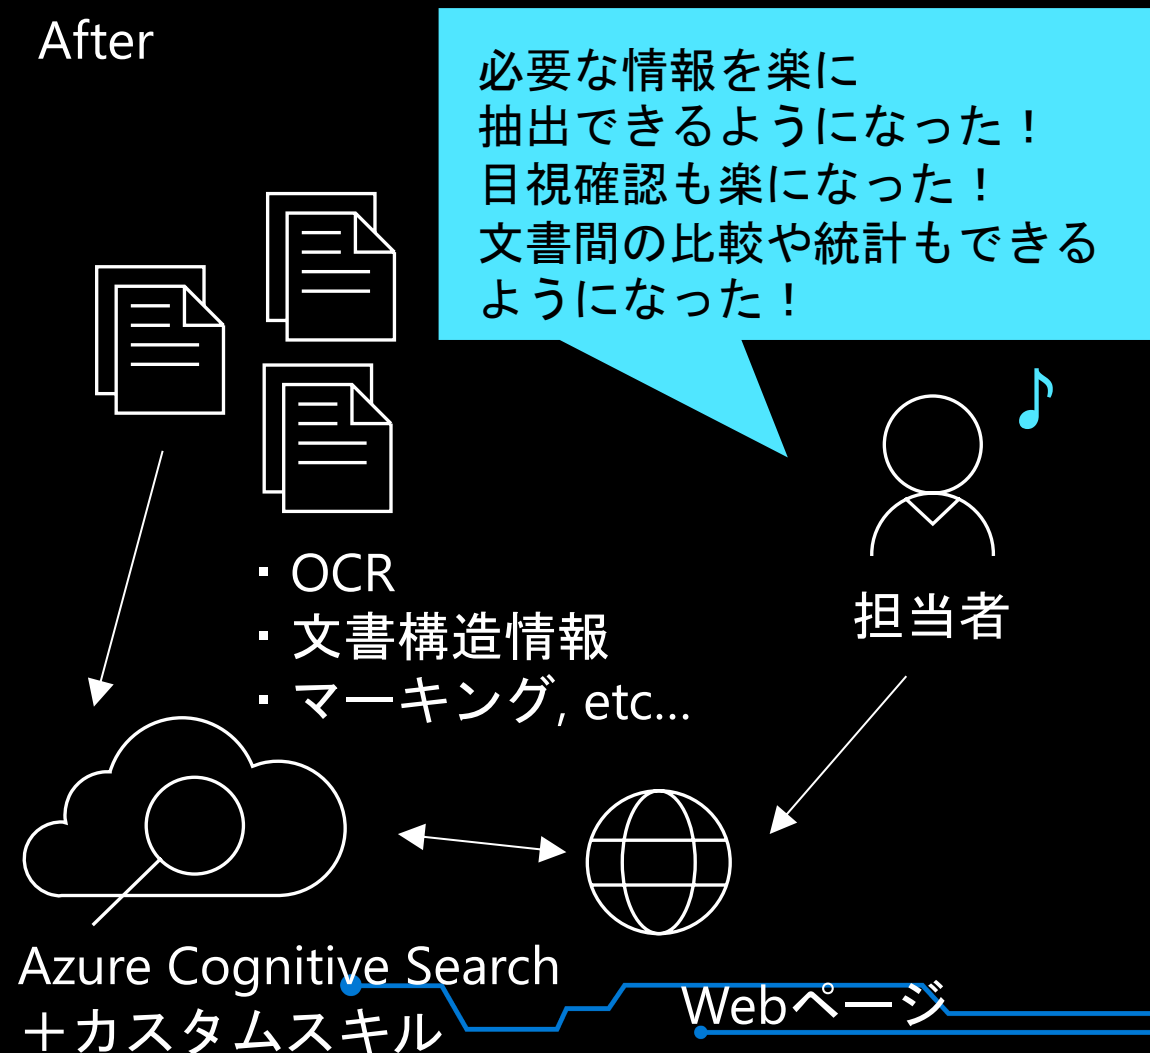 After
必要な情報を楽に
抽出できるようになった！
目視確認も楽になった！
文書間の比較や統計もできる
ようになった！
・OCR
・文書構造情報
・マーキング, etc…
担当者
Azure Cognitive Search
＋カスタムスキル
Webページ